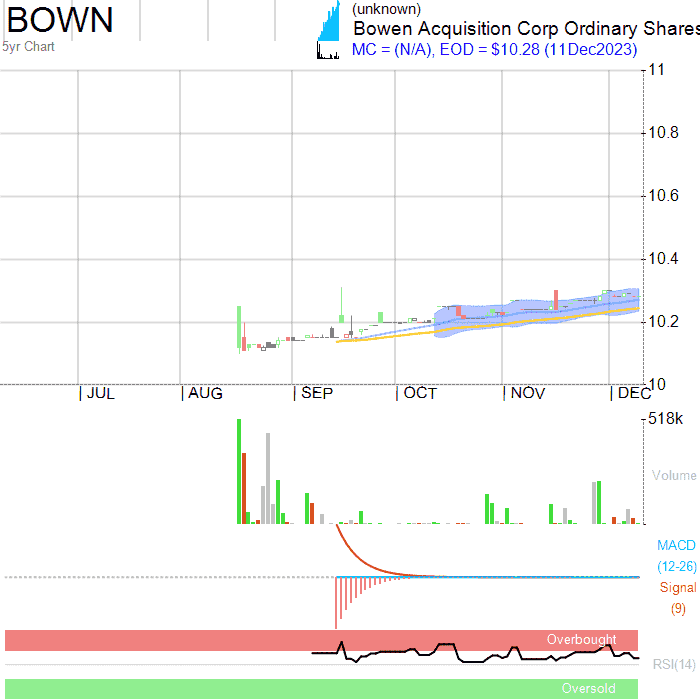 BOWN
5yr Chart
(unknown)
Bowen Acquisition Corp Ordinary Shares
MC = (N/A), EOD = $10.28 (11Dec2023)
11
10.8
10.6
10.4
10.2
10
JUL AUG SEP OCT NOV DEC
518k
Volume
MACD
(12-26)
Signal
(9)
Overbought
RSI(14)
Oversold